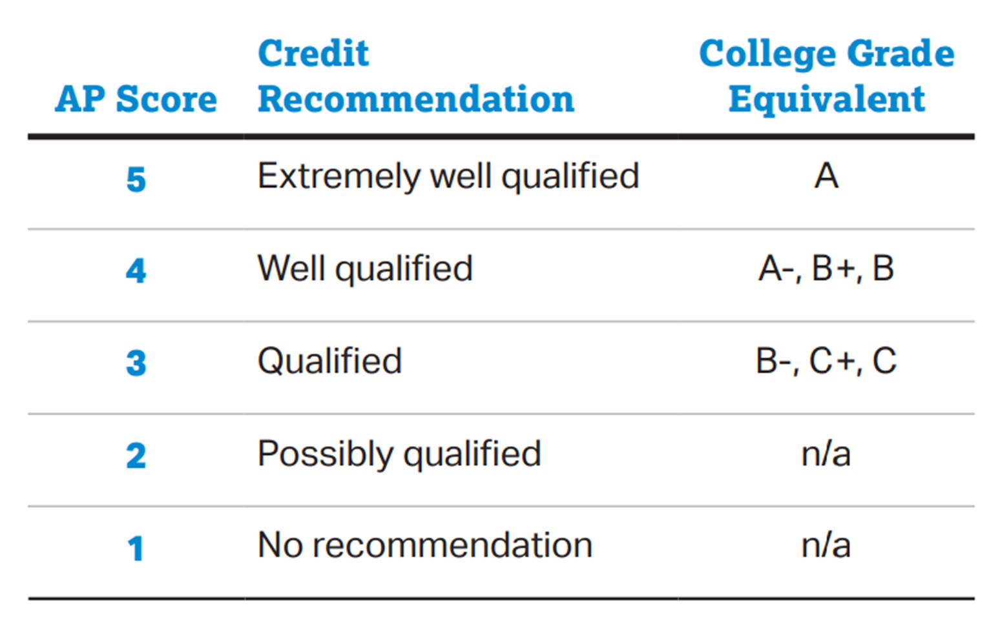 AP Score
Credit
Recommendation
College Grade
Equivalent
5 Extremely well qualified A
4 Well qualified A-, B+, B
3 Qualified B-, C+, C
2 Possibly qualified n/a
1 No recommendation n/a